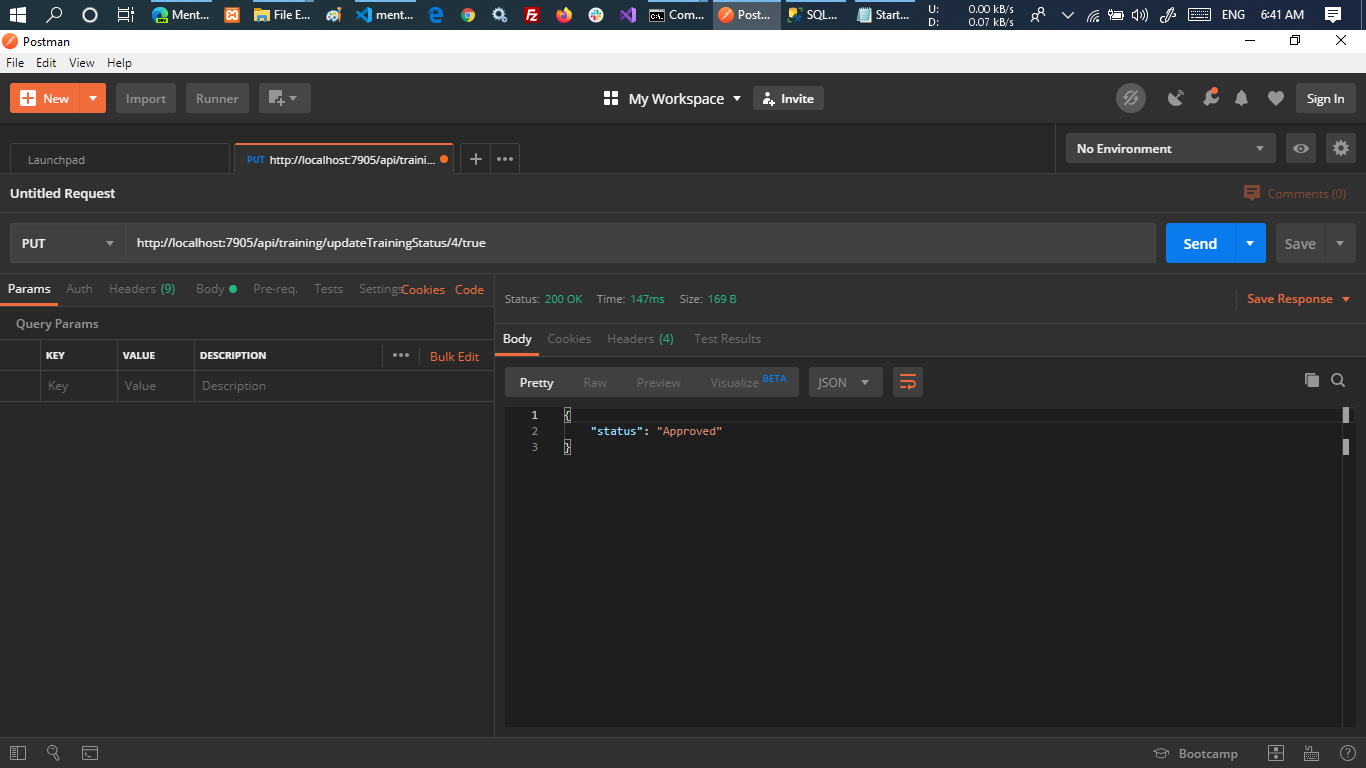 Ment... File E... ment... Com... Post... SQL... Start... U: 0.00 kB/s ENG 6:41 AM
D: 0.07 kB/s
Postman
File Edit View Help
New Import Runner My Workspace Invite Sign In
Launchpad PUT http://localhost:7905/api/traini... No Environment
Untitled Request Comments (0)
PUT http://localhost:7905/api/training/updateTrainingStatus/4/true Send Save
Params Auth Headers (9) Body Pre-req. Tests Settings Cookies Code
Status: 200 OK Time: 147ms Size: 169 B Save Response
Query Params
Body Cookies Headers (4) Test Results
KEY VALUE DESCRIPTION Bulk Edit
Key Value Description
Pretty Raw Preview Visualize BETA JSON
1 {
2 "status": "Approved"
3 }
Bootcamp